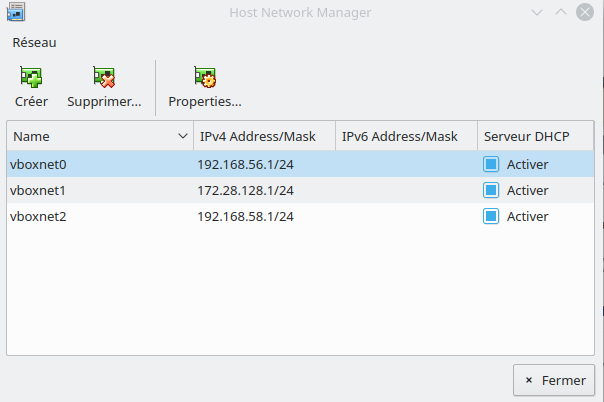 Host Network Manager
Réseau
Créer Supprimer... Properties...
Name IPv4 Address/Mask IPv6 Address/Mask Serveur DHCP
vboxnet0 192.168.56.1/24 Activer
vboxnet1 172.28.128.1/24 Activer
vboxnet2 192.168.58.1/24 Activer
Fermer